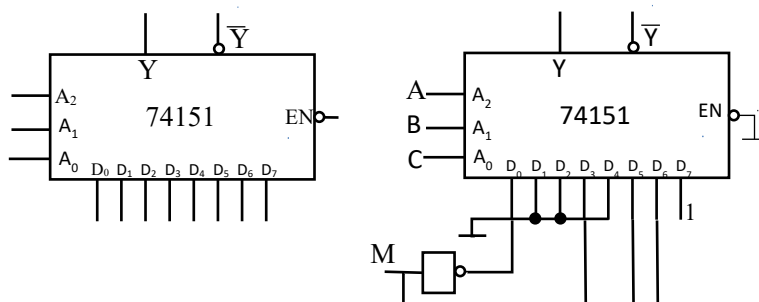 Y̅
Y
A₂
74151
EN
A₁
A₀
D₀ D₁ D₂ D₃ D₄ D₅ D₆ D₇
Y̅
Y
A
A₂
74151
EN
B
A₁
C
A₀
D₀ D₁ D₂ D₃ D₄ D₅ D₆ D₇
1
M